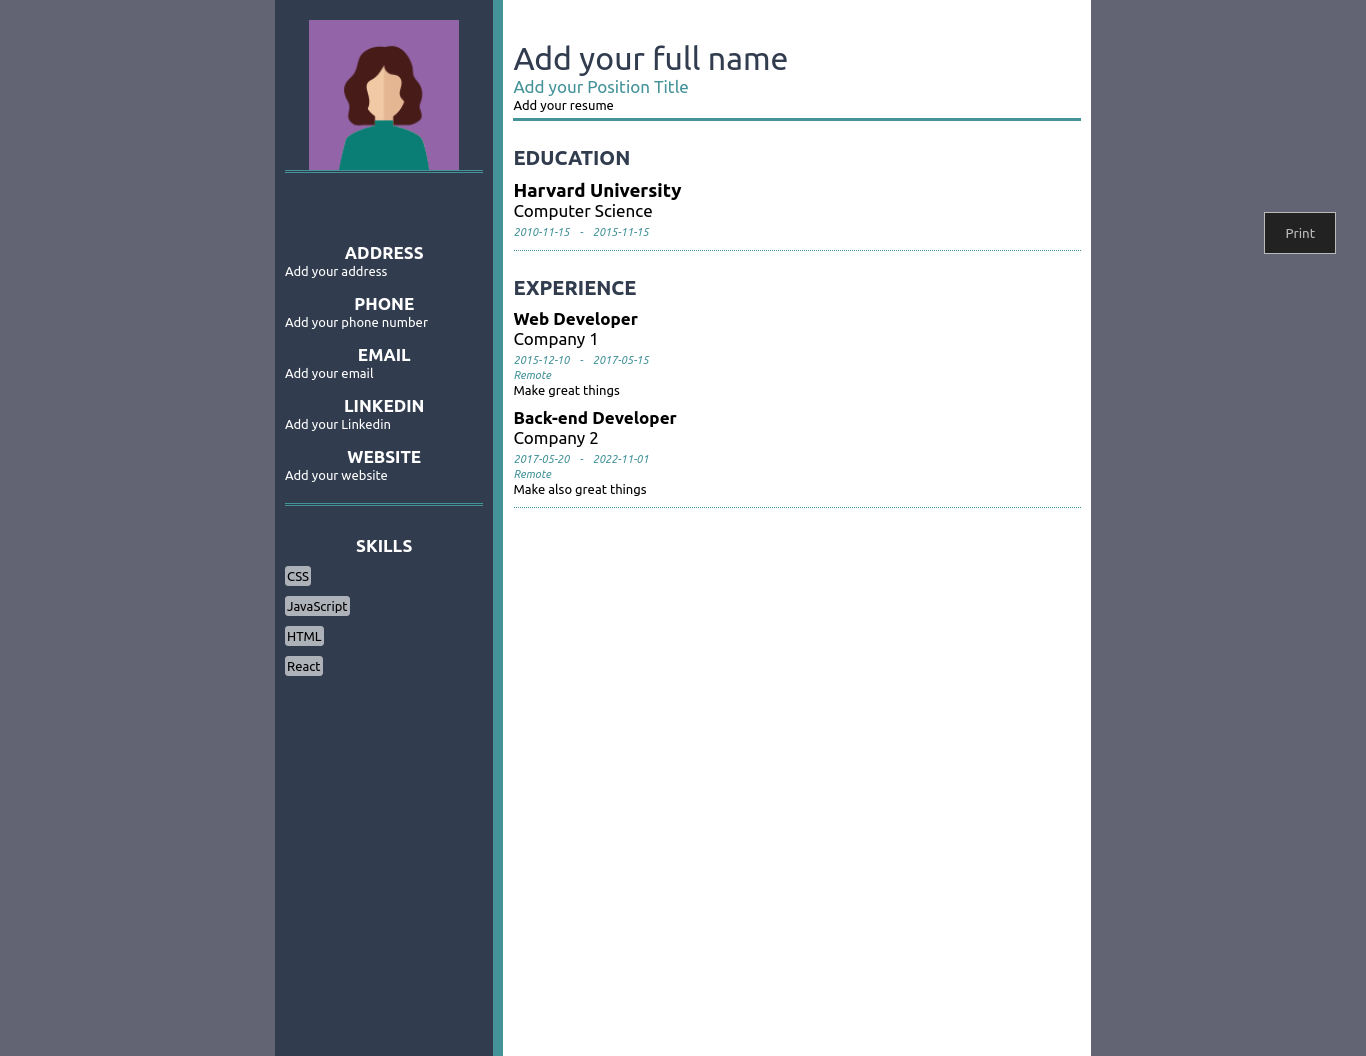 ADDRESS
Add your address
PHONE
Add your phone number
EMAIL
Add your email
LINKEDIN
Add your Linkedin
WEBSITE
Add your website
SKILLS
CSS
JavaScript
HTML
React
Add your full name
Add your Position Title
Add your resume
EDUCATION
Harvard University
Computer Science
2010-11-15 - 2015-11-15
EXPERIENCE
Web Developer
Company 1
2015-12-10 - 2017-05-15
Remote
Make great things
Back-end Developer
Company 2
2017-05-20 - 2022-11-01
Remote
Make also great things
Print